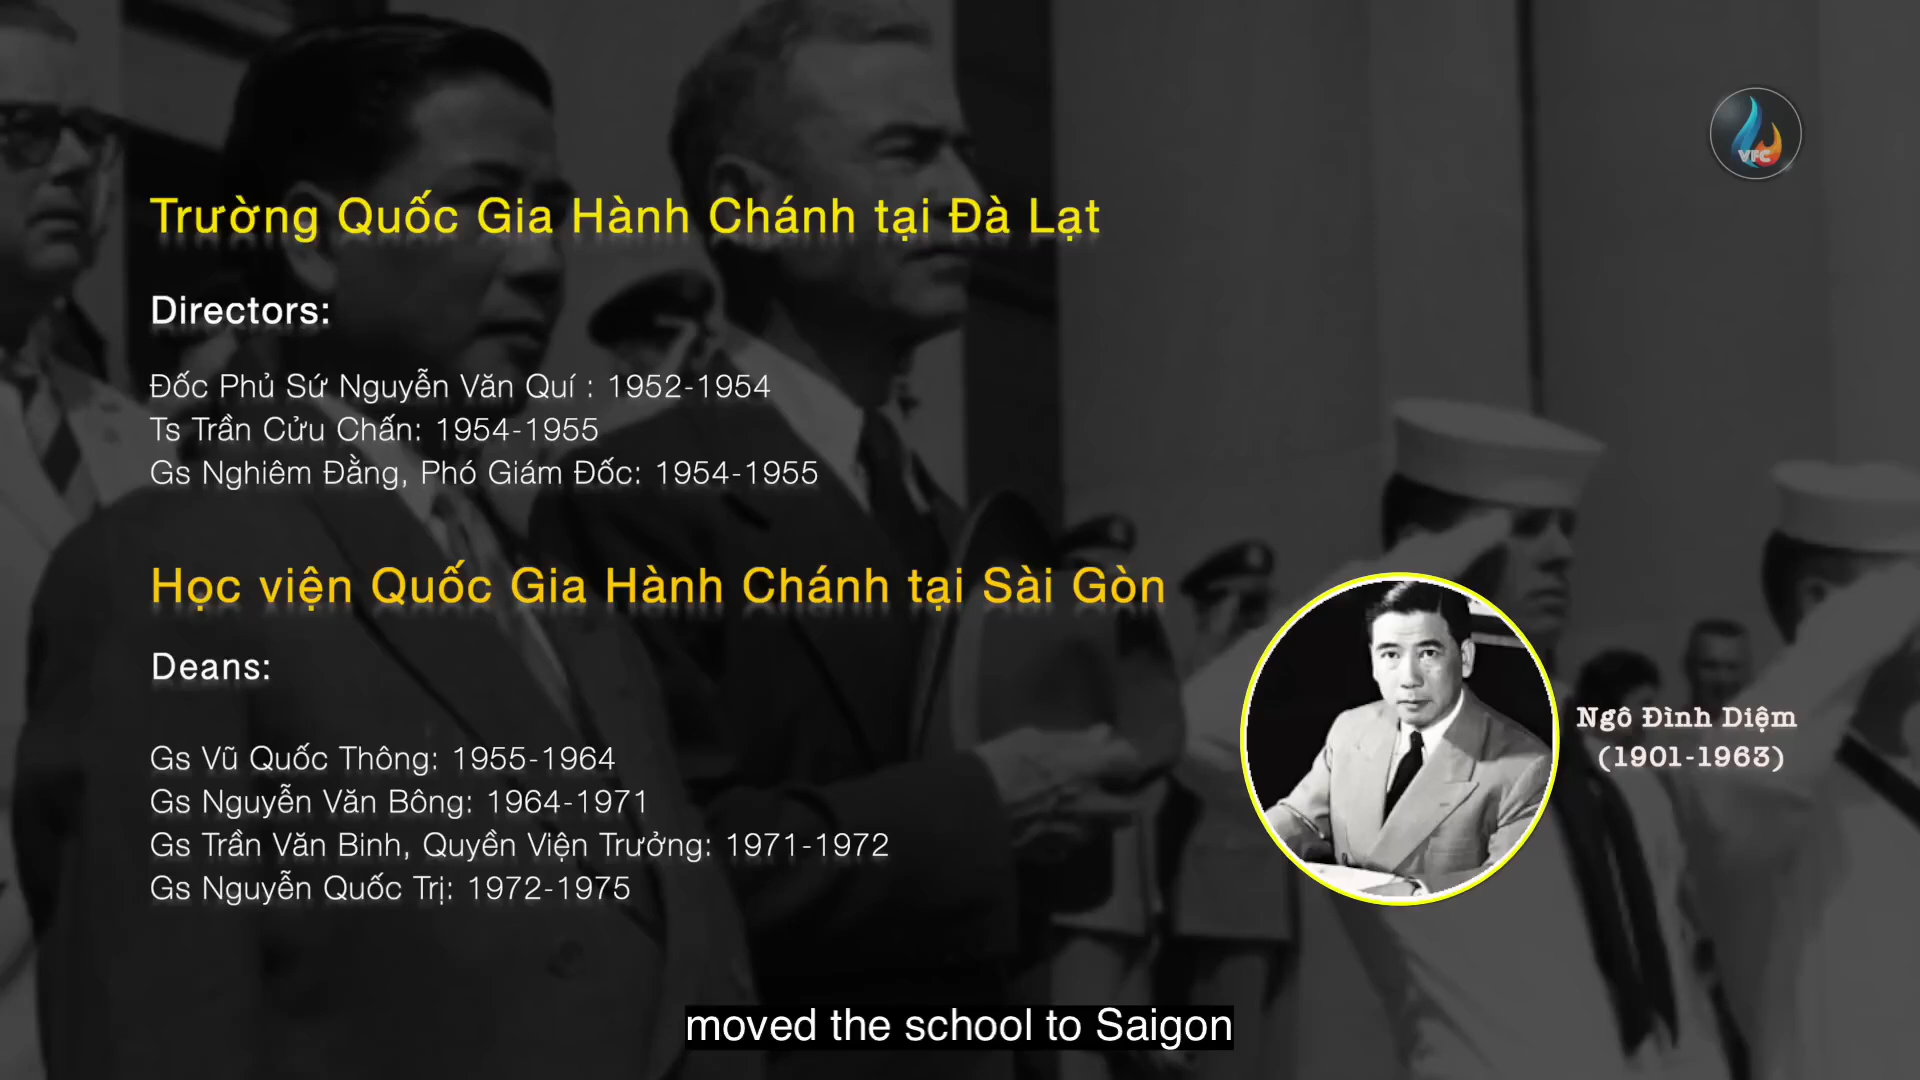 VFC
Trường Quốc Gia Hành Chánh tại Đà Lạt
Directors:
Đốc Phủ Sứ Nguyễn Văn Quí : 1952-1954
Ts Trần Cửu Chấn: 1954-1955
Gs Nghiêm Đằng, Phó Giám Đốc: 1954-1955
Học viện Quốc Gia Hành Chánh tại Sài Gòn
Deans:
Gs Vũ Quốc Thông: 1955-1964
Gs Nguyễn Văn Bông: 1964-1971
Gs Trần Văn Binh, Quyền Viện Trưởng: 1971-1972
Gs Nguyễn Quốc Trị: 1972-1975
Ngô Đình Diệm
(1901-1963)
moved the school to Saigon